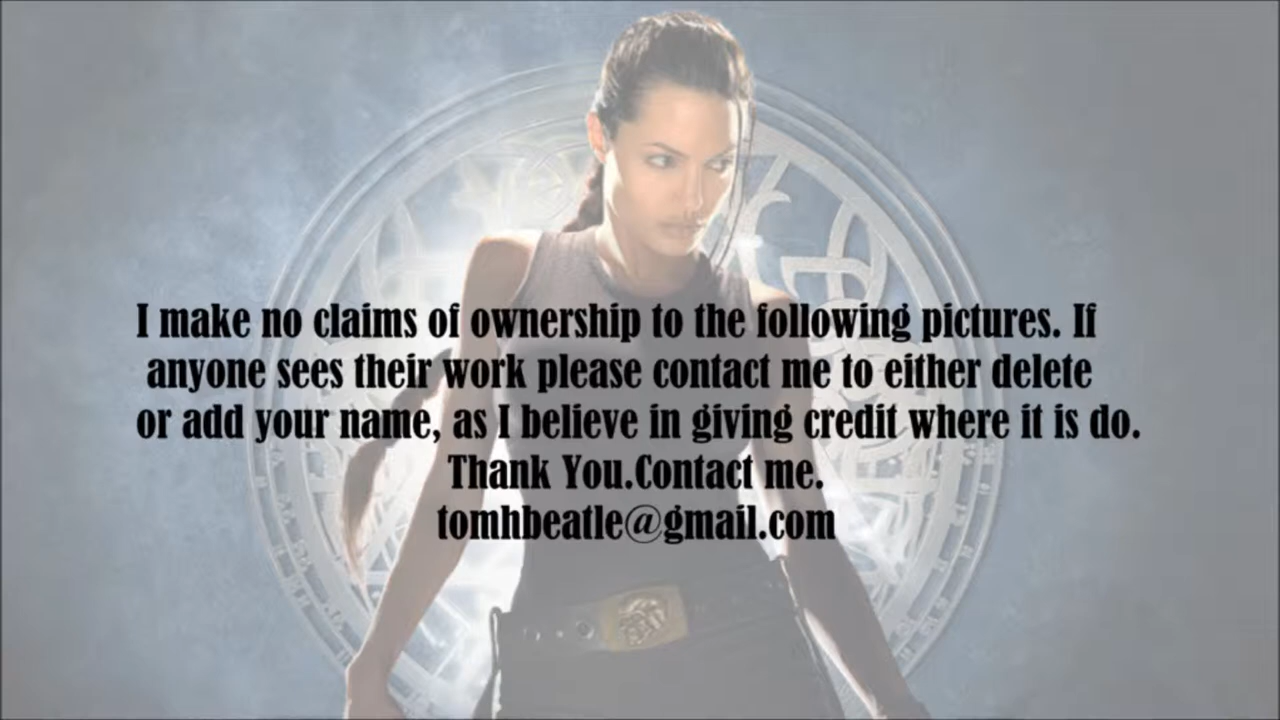 I make no claims of ownership to the following pictures. If
anyone sees their work please contact me to either delete
or add your name, as I believe in giving credit where it is do.
Thank You.Contact me.
tomhbeatle@gmail.com